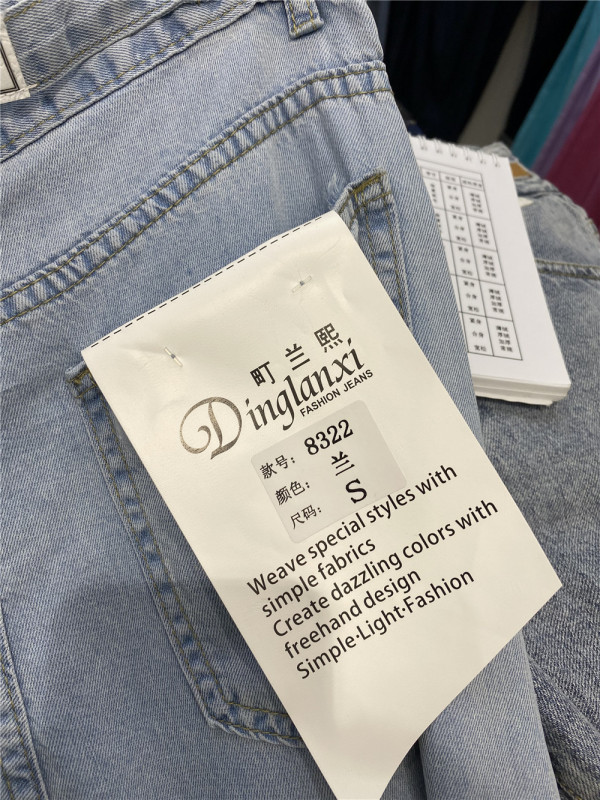 町兰熙
Dinglanxi
FASHION JEANS
款号: 8322
颜色: 兰
尺码: S
Weave special styles with
simple fabrics
Create dazzling colors with
freehand design
Simple·Light·Fashion